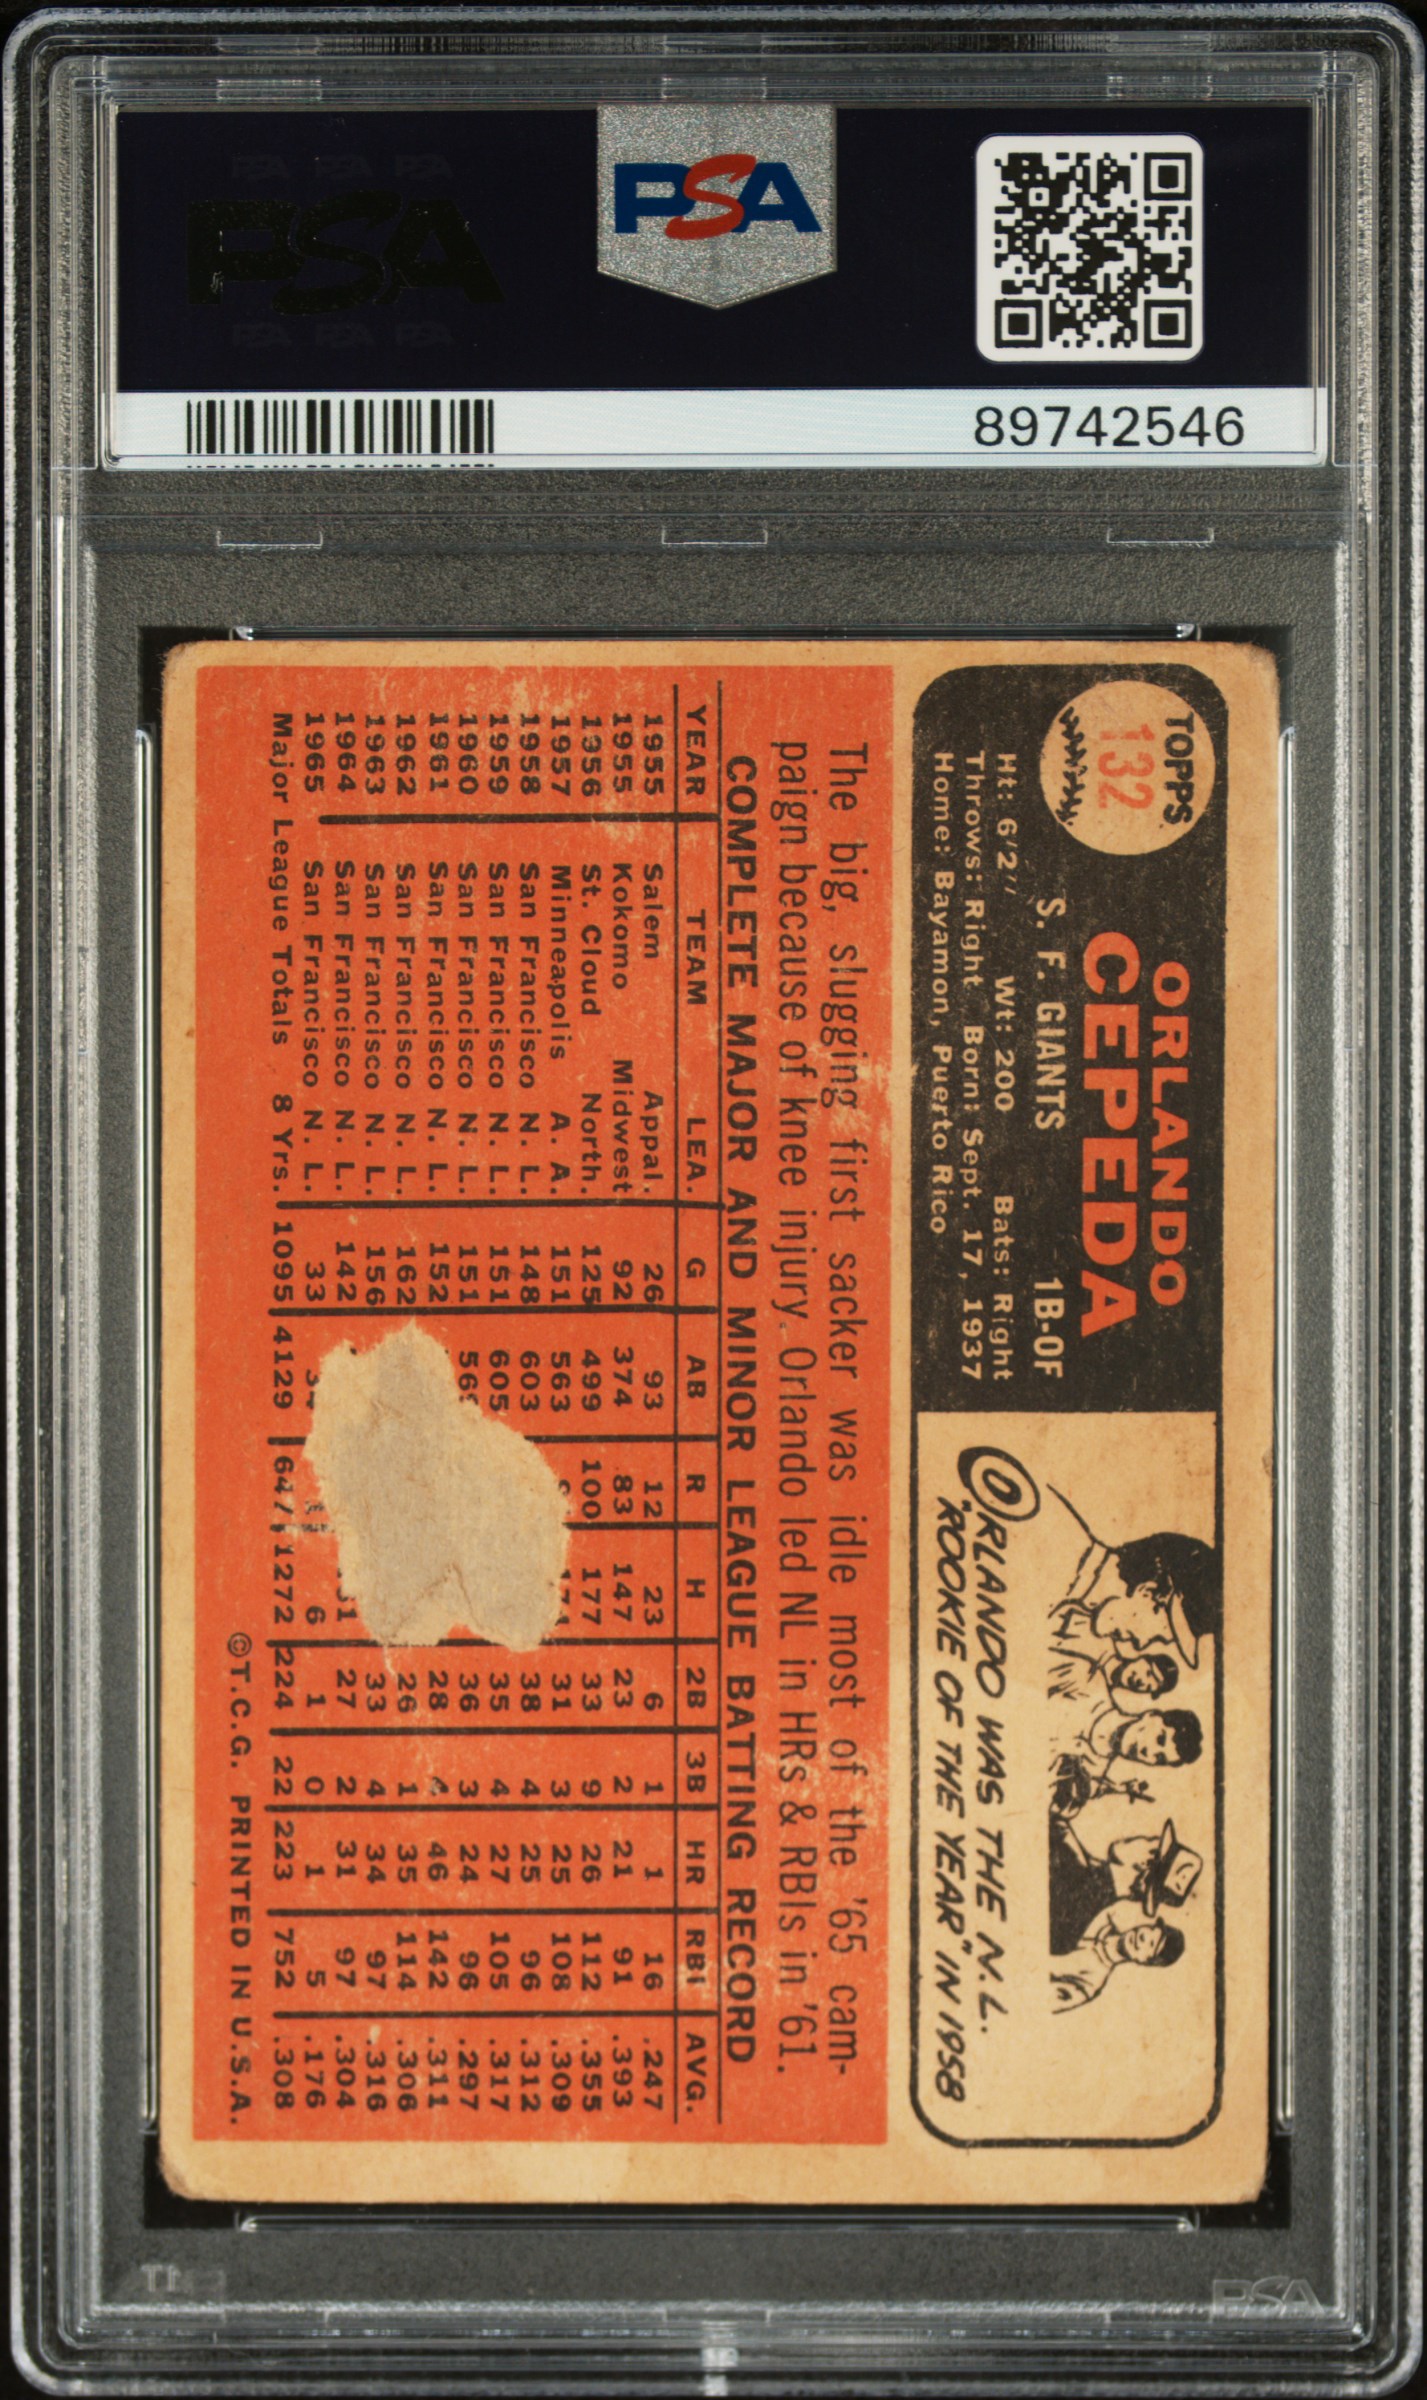 PSA PSA PSA
PSA
PSA PSA PSA
PSA
89742546
TOPPS
132
ORLANDO
CEPEDA
S. F. GIANTS 1B-OF
Ht: 6'2" Wt: 200 Bats: Right
Throws: Right Born: Sept. 17, 1937
Home: Bayamon, Puerto Rico
ORLANDO WAS THE N.L.
"ROOKIE OF THE YEAR" IN 1958
The big, slugging first sacker was idle most of the '65 cam-
paign because of knee injury. Orlando led NL in HRs & RBIs in '61.
COMPLETE MAJOR AND MINOR LEAGUE BATTING RECORD
YEAR TEAM LEA. G AB R H 2B 3B HR RBI AVG.
1955 Salem Appal. 26 93 12 23 6 1 1 16 .247
1955 Kokomo Midwest 92 374 83 147 23 2 21 91 .393
1956 St. Cloud North. 125 499 100 177 33 9 26 112 .355
1957 Minneapolis A. A. 151 563 31 3 25 108 .309
1958 San Francisco N. L. 148 603 38 4 25 96 .312
1959 San Francisco N. L. 151 605 35 4 27 105 .317
1960 San Francisco N. L. 151 36 3 24 96 .297
1961 San Francisco N. L. 152 28 4 46 142 .311
1962 San Francisco N. L. 162 26 1 35 114 .306
1963 San Francisco N. L. 156 33 4 34 97 .316
1964 San Francisco N. L. 142 27 2 31 97 .304
1965 San Francisco N. L. 33 6 1 0 1 5 .176
Major League Totals 8 Yrs. 1095 4129 647 1272 224 22 223 752 .308
©T.C.G. PRINTED IN U.S.A.
PSA